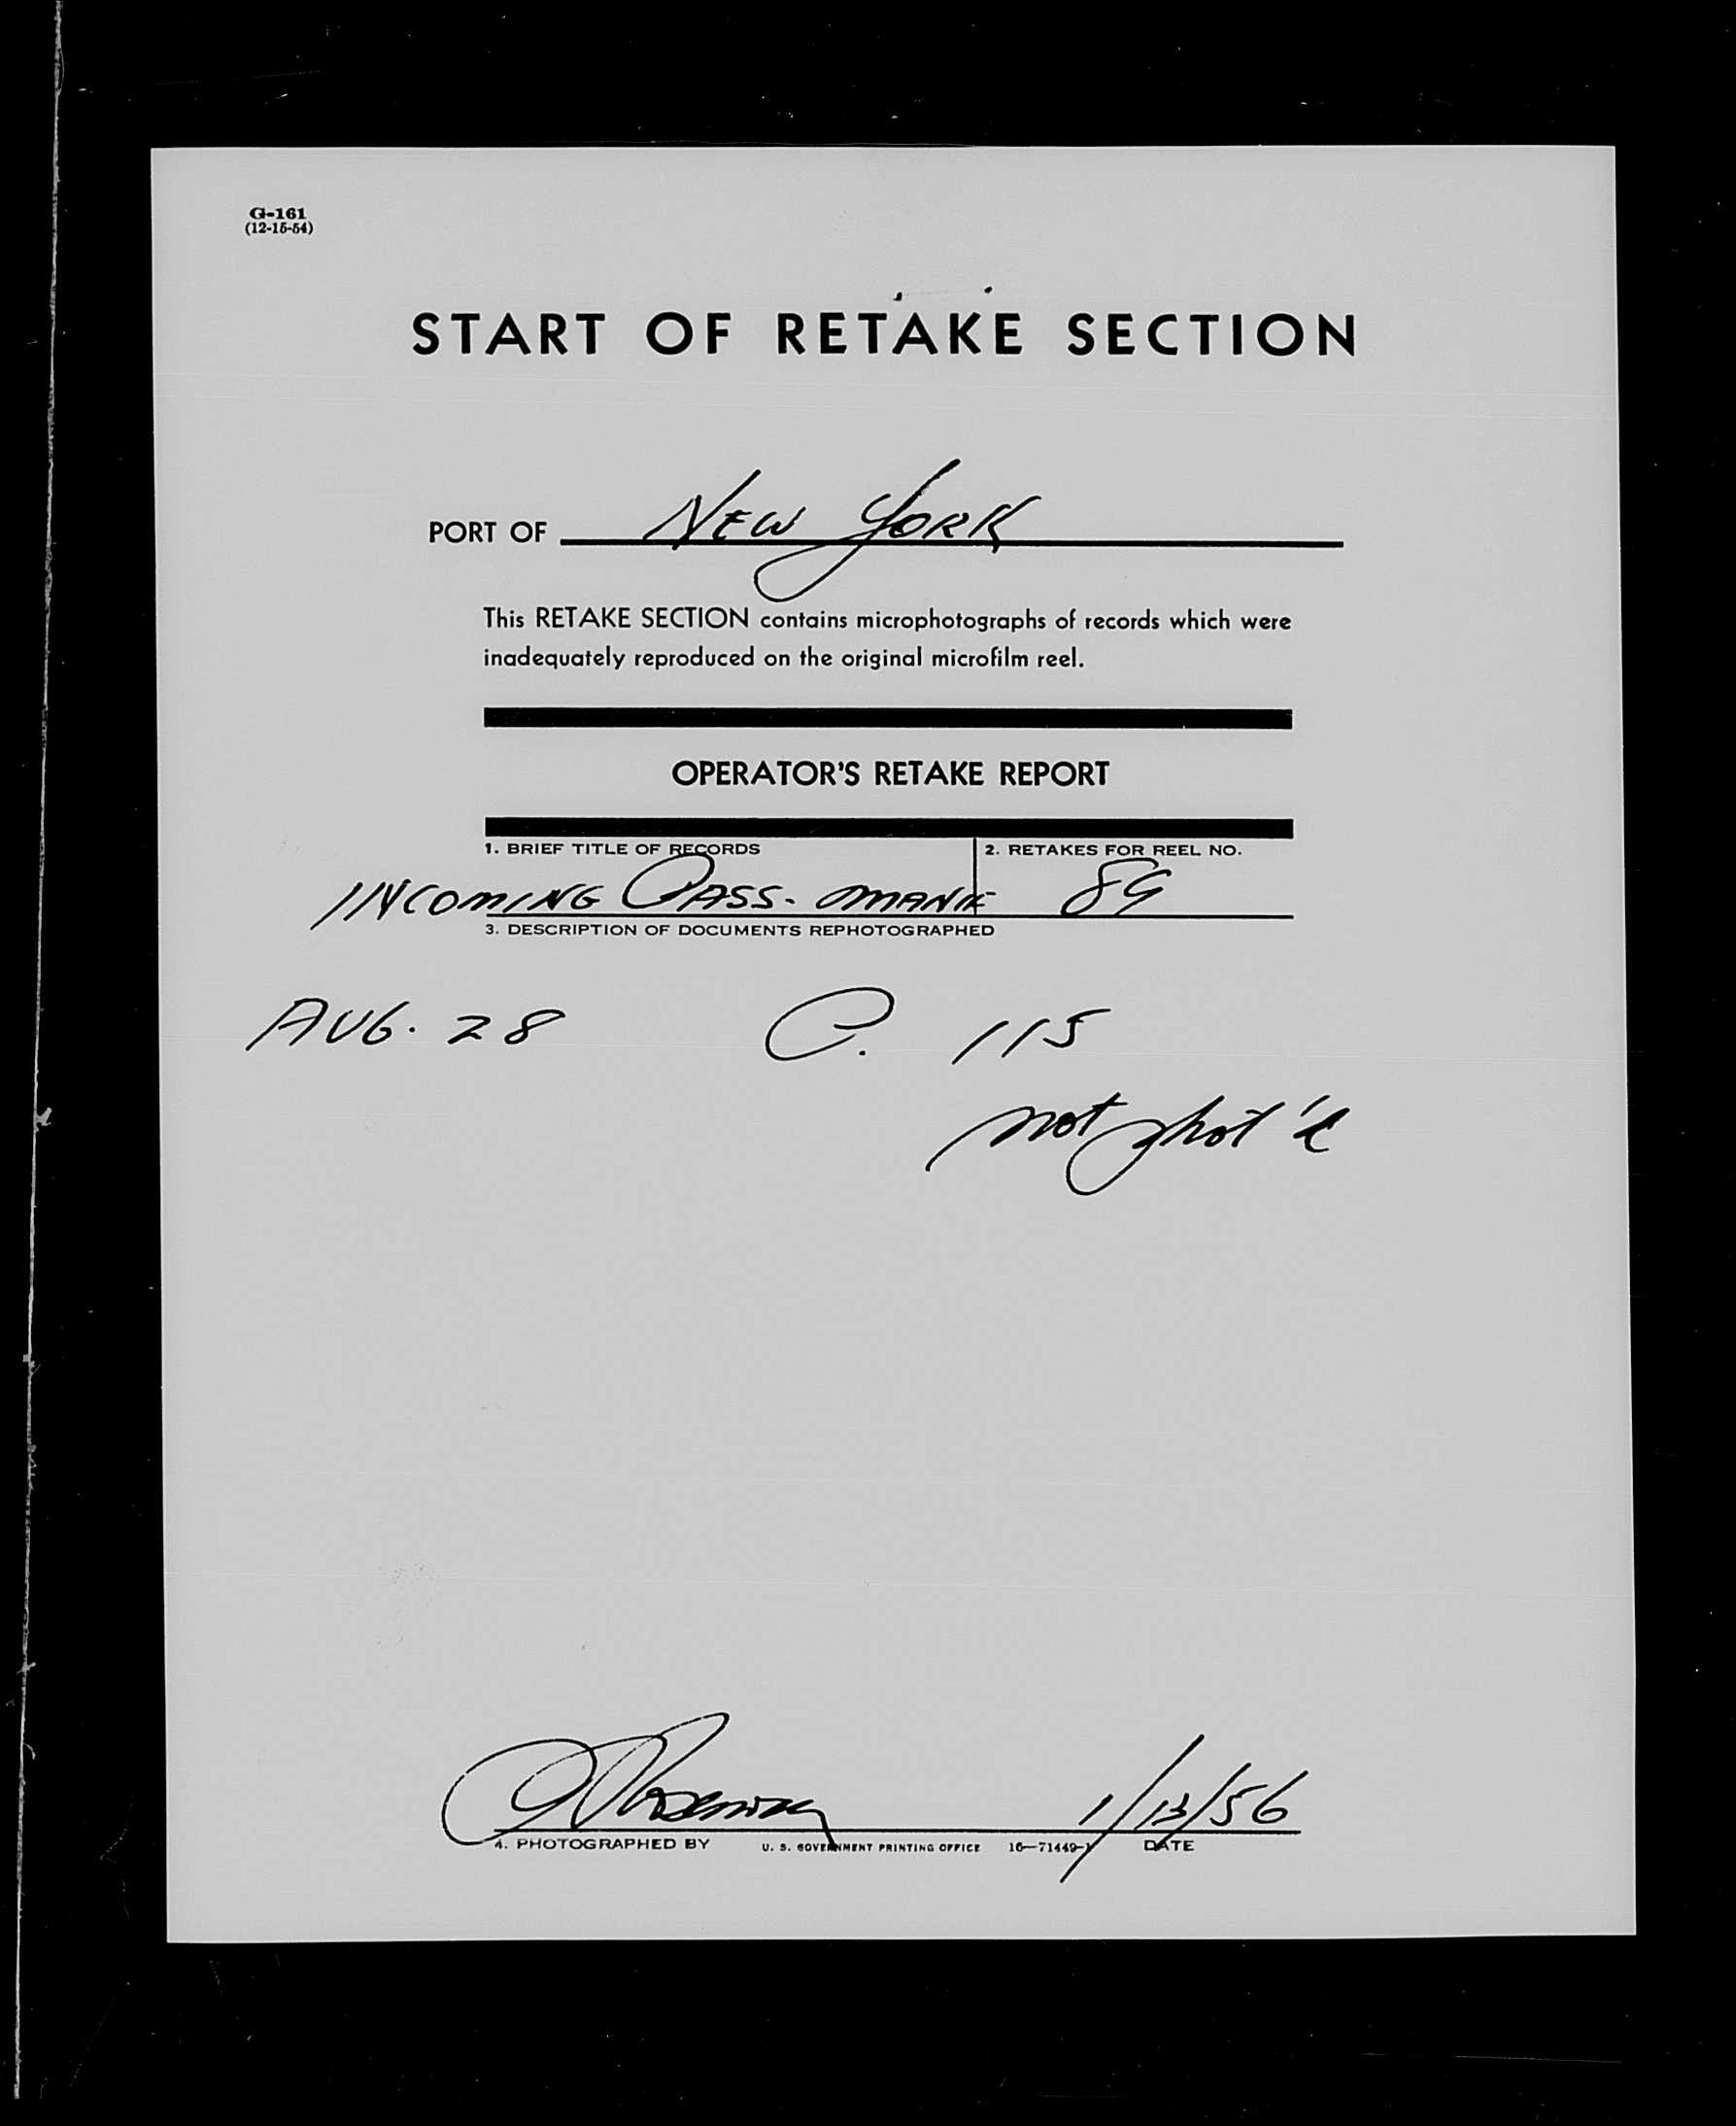 G-161
(12-15-54)
START OF RETAKE SECTION
PORT OF NEW YORK
This RETAKE SECTION contains microphotographs of records which were
inadequately reproduced on the original microfilm reel.
OPERATOR'S RETAKE REPORT
1. BRIEF TITLE OF RECORDS 2. RETAKES FOR REEL NO.
INCOMING PASS. MANIF 89
3. DESCRIPTION OF DOCUMENTS REPHOTOGRAPHED
AUG. 28 P. 115
not phot'd
1/13/56
4. PHOTOGRAPHED BY U. S. GOVERNMENT PRINTING OFFICE 16—71449-1 DATE